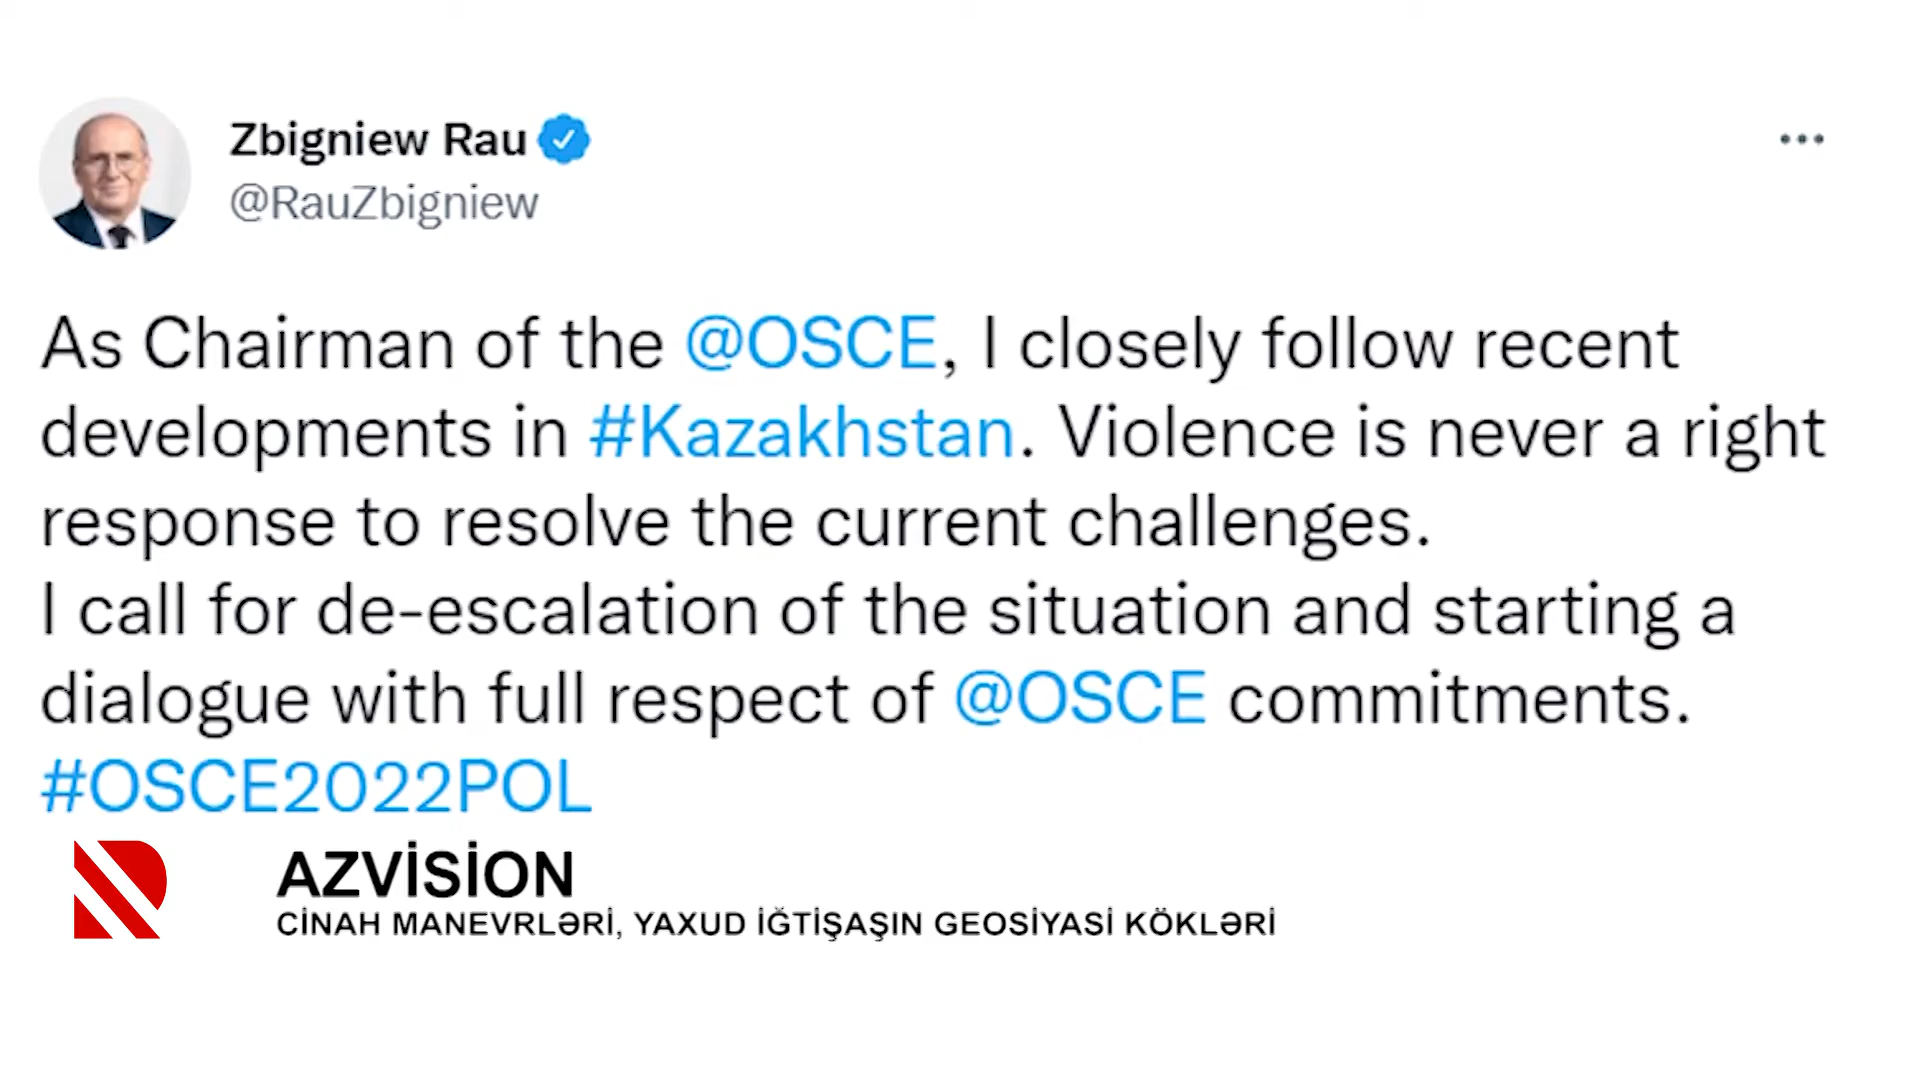 Zbigniew Rau
@RauZbigniew
As Chairman of the @OSCE, I closely follow recent
developments in #Kazakhstan. Violence is never a right
response to resolve the current challenges.
I call for de-escalation of the situation and starting a
dialogue with full respect of @OSCE commitments.
#OSCE2022POL
AZVİSİON
CİNAH MANEVRLƏRİ, YAXUD İĞTİŞAŞIN GEOSİYASİ KÖKLƏRİ